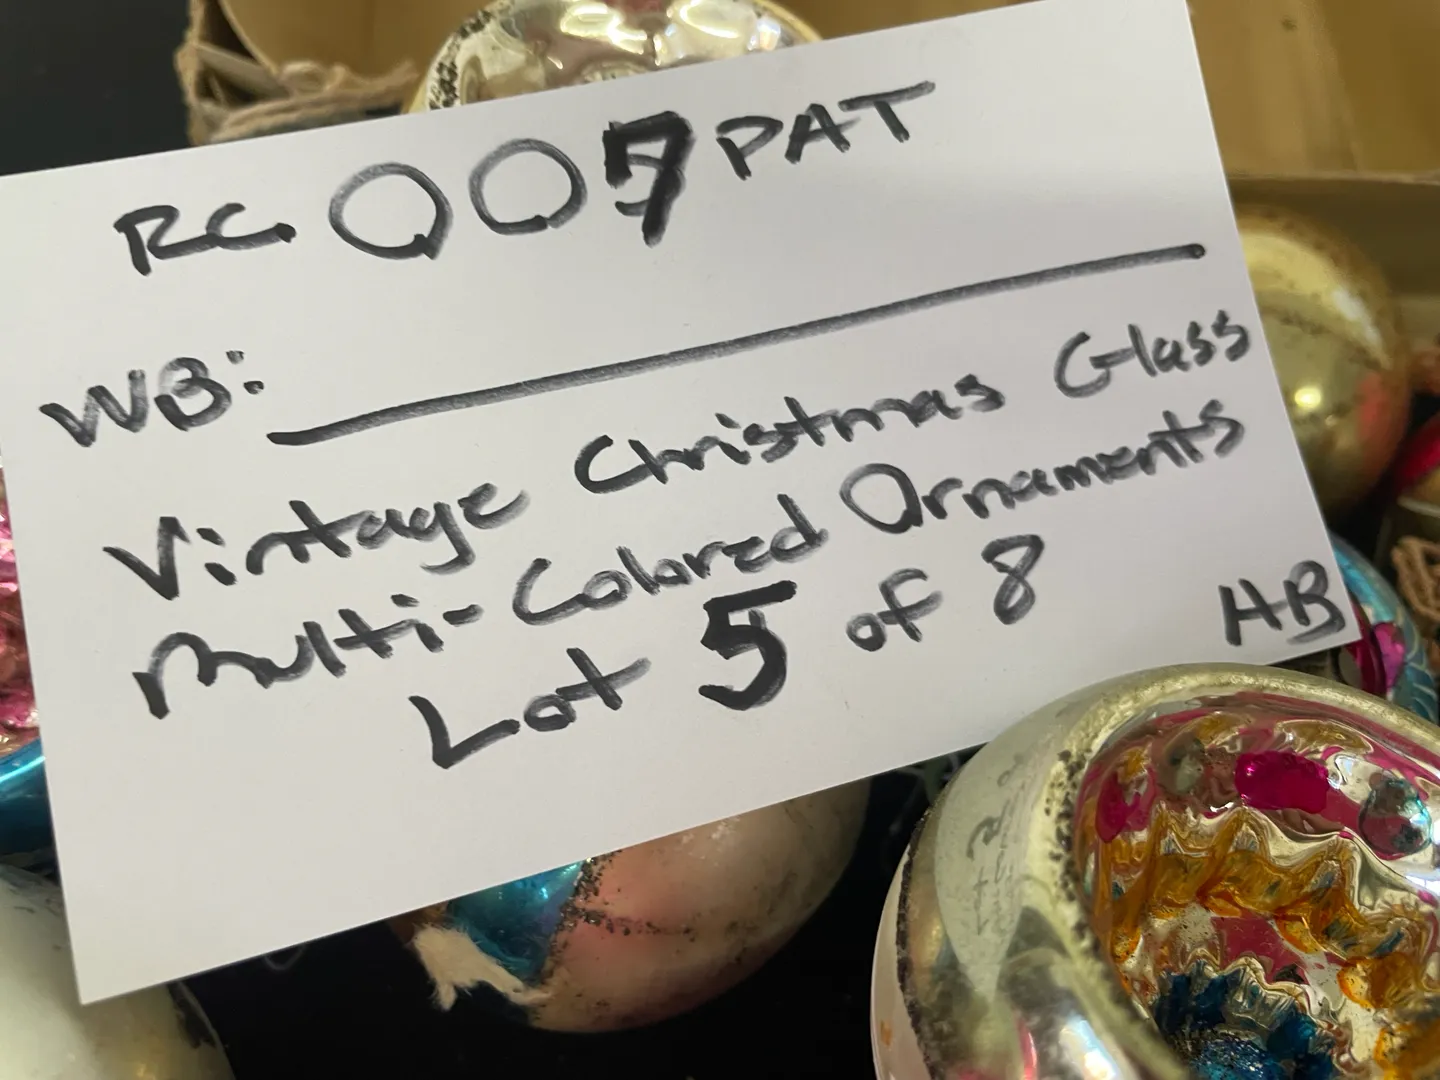 RC 007 PAT
WB:
Vintage Christmas Glass
Multi-Colored Ornaments
Lot 5 of 8
HB